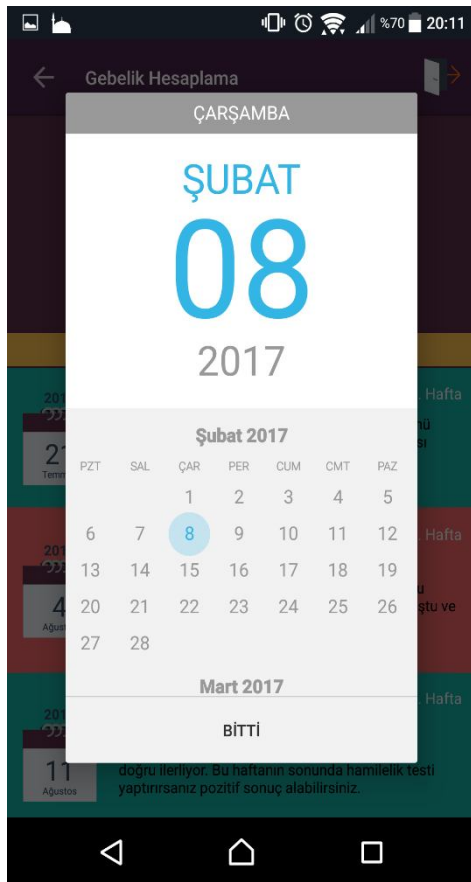 %70 20:11
Gebelik Hesaplama
ÇARŞAMBA
ŞUBAT
08
2017
Şubat 2017
PZT SAL ÇAR PER CUM CMT PAZ
1 2 3 4 5
6 7 8 9 10 11 12
13 14 15 16 17 18 19
20 21 22 23 24 25 26
27 28
Mart 2017
BİTTİ
Hafta
Hafta
ştu ve
4
Hafta
11
Ağustos
doğru ilerliyor. Bu haftanın sonunda hamilelik testi
yaptırırsanız pozitif sonuç alabilirsiniz.